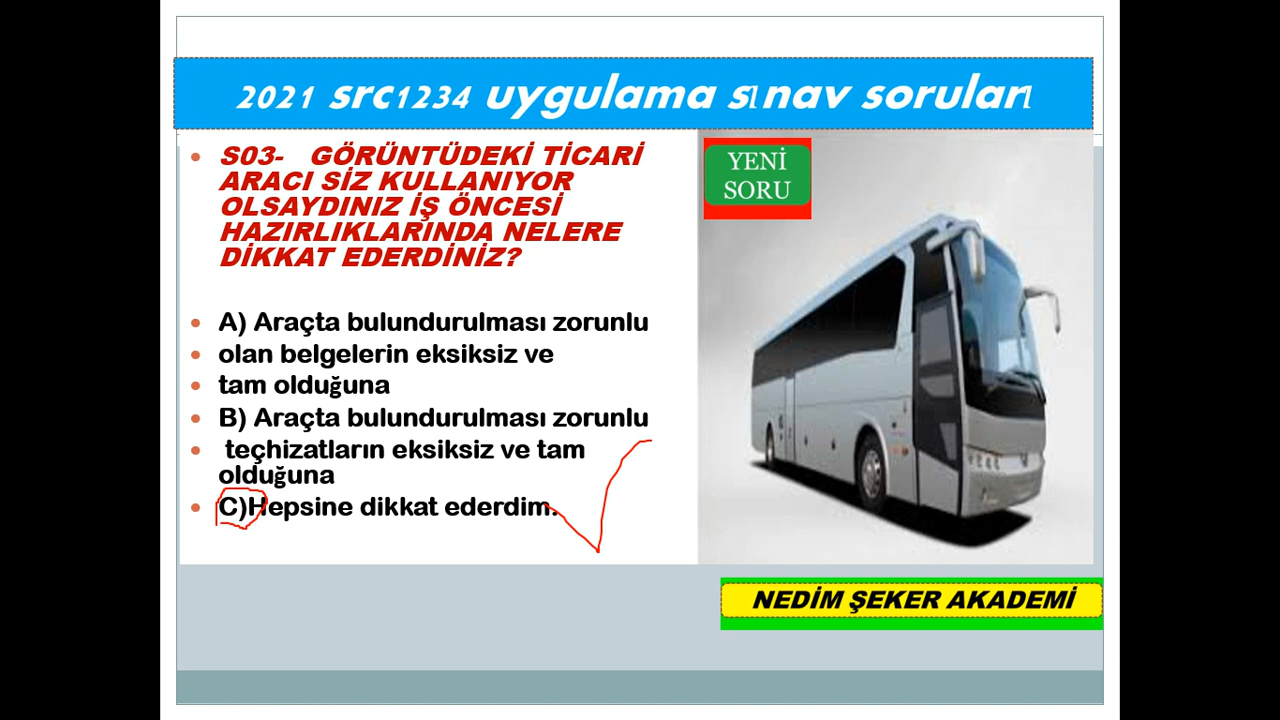 2021 src1234 uygulama sınav soruları
S03- GÖRÜNTÜDEKİ TİCARİ
ARACI SİZ KULLANIYOR
OLSAYDINIZ İŞ ÖNCESİ
HAZIRLIKLARINDA NELERE
DİKKAT EDERDİNİZ?
A) Araçta bulundurulması zorunlu
olan belgelerin eksiksiz ve
tam olduğuna
B) Araçta bulundurulması zorunlu
teçhizatların eksiksiz ve tam
olduğuna
C)Hepsine dikkat ederdim.
YENİ
SORU
NEDİM ŞEKER AKADEMİ